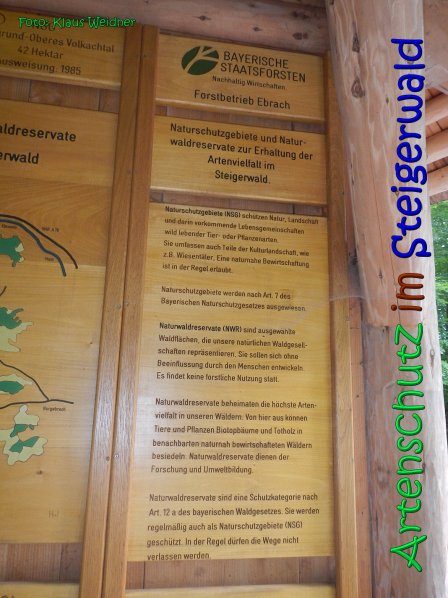 Foto: Klaus Weidner
rund-Oberes Volkachtal
42 Hektar
usweisung: 1985
aldreservate
erwald
BAYERISCHE
STAATSFORSTEN
Nachhaltig Wirtschaften
Forstbetrieb Ebrach
Naturschutzgebiete und Natur-
waldreservate zur Erhaltung der
Artenvielfalt im
Steigerwald.
Naturschutzgebiete (NSG) schützen Natur, Landschaft
und darin vorkommende Lebensgemeinschaften
wild lebender Tier- oder Pflanzenarten.
Sie umfassen auch Teile der Kulturlandschaft, wie
z.B. Wiesentäler. Eine naturnahe Bewirtschaftung
ist in der Regel erlaubt.
Naturschutzgebiete werden nach Art. 7 des
Bayerischen Naturschutzgesetzes ausgewiesen.
Naturwaldreservate (NWR) sind ausgewählte
Waldflächen, die unsere natürlichen Waldgesell-
schaften repräsentieren. Sie sollen sich ohne
Beeinflussung durch den Menschen entwickeln.
Es findet keine forstliche Nutzung statt.
Naturwaldreservate beheimaten die höchste Arten-
vielfalt in unseren Wäldern. Von hier aus können
Tiere und Pflanzen Biotopbäume und Totholz in
benachbarten naturnah bewirtschafteten Wäldern
besiedeln. Naturwaldreservate dienen der
Forschung und Umweltbildung.
Naturwaldreservate sind eine Schutzkategorie nach
Art. 12 a des bayerischen Waldgesetzes. Sie werden
regelmäßig auch als Naturschutzgebiete (NSG)
geschützt. In der Regel dürfen die Wege nicht
verlassen werden.
Burgebrach
Artenschutz im Steigerwald